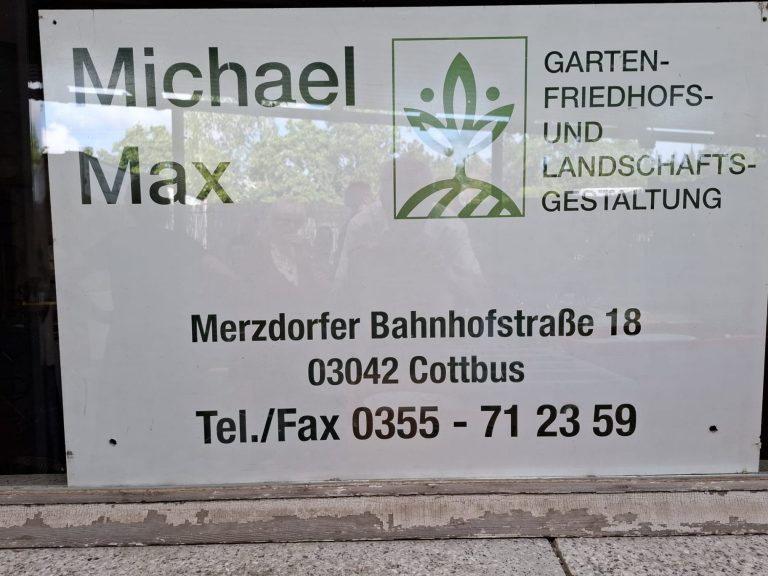 Michael
Max
GARTEN-
FRIEDHOFS-
UND
LANDSCHAFTS-
GESTALTUNG
Merzdorfer Bahnhofstraße 18
03042 Cottbus
Tel./Fax 0355 - 71 23 59